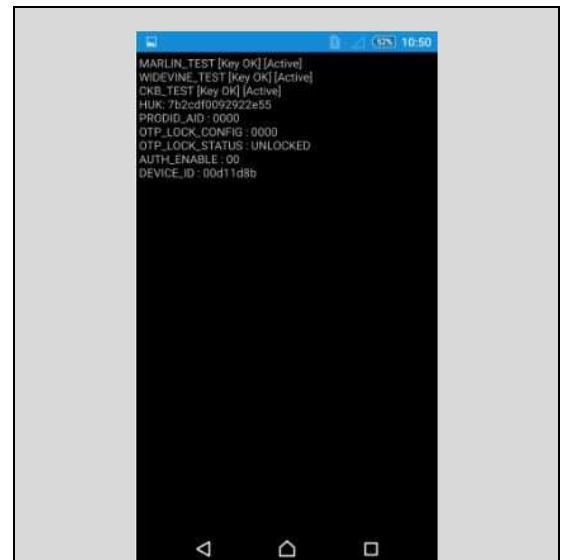 52% 10:50
MARLIN_TEST [Key OK] [Active]
WIDEVINE_TEST [Key OK] [Active]
CKB_TEST [Key OK] [Active]
HUK: 7b2cdf0092922e55
PRODID_AID : 0000
OTP_LOCK_CONFIG : 0000
OTP_LOCK_STATUS : UNLOCKED
AUTH_ENABLE : 00
DEVICE_ID : 00d11d8b